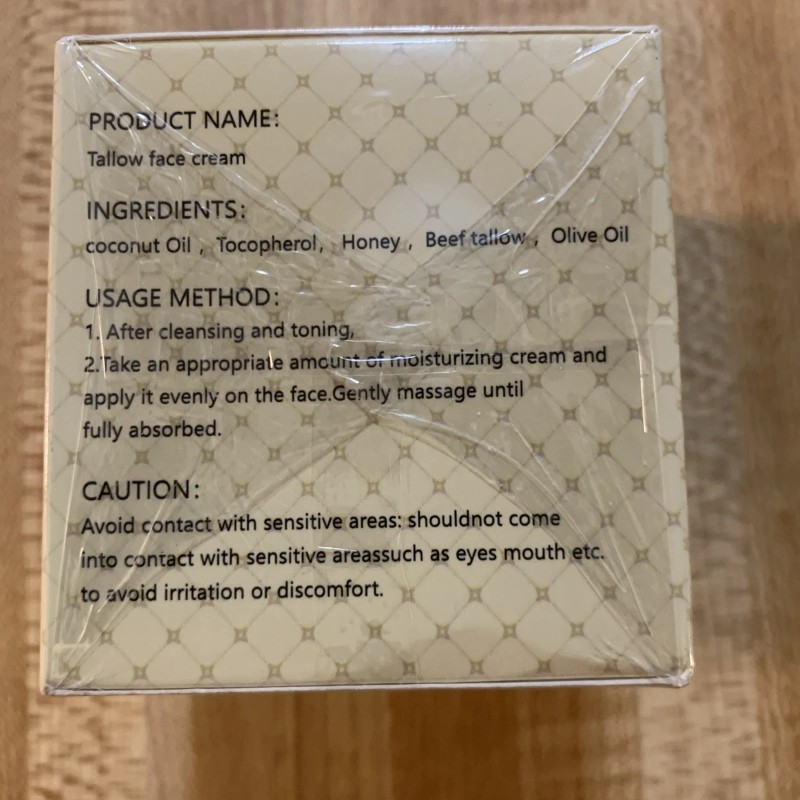 PRODUCT NAME:
Tallow face cream
INGREDIENTS:
coconut Oil , Tocopherol, Honey , Beef tallow , Olive Oil
USAGE METHOD:
1. After cleansing and toning,
2.Take an appropriate amount of moisturizing cream and
apply it evenly on the face.Gently massage until
fully absorbed.
CAUTION:
Avoid contact with sensitive areas: shouldnot come
into contact with sensitive areassuch as eyes mouth etc.
to avoid irritation or discomfort.